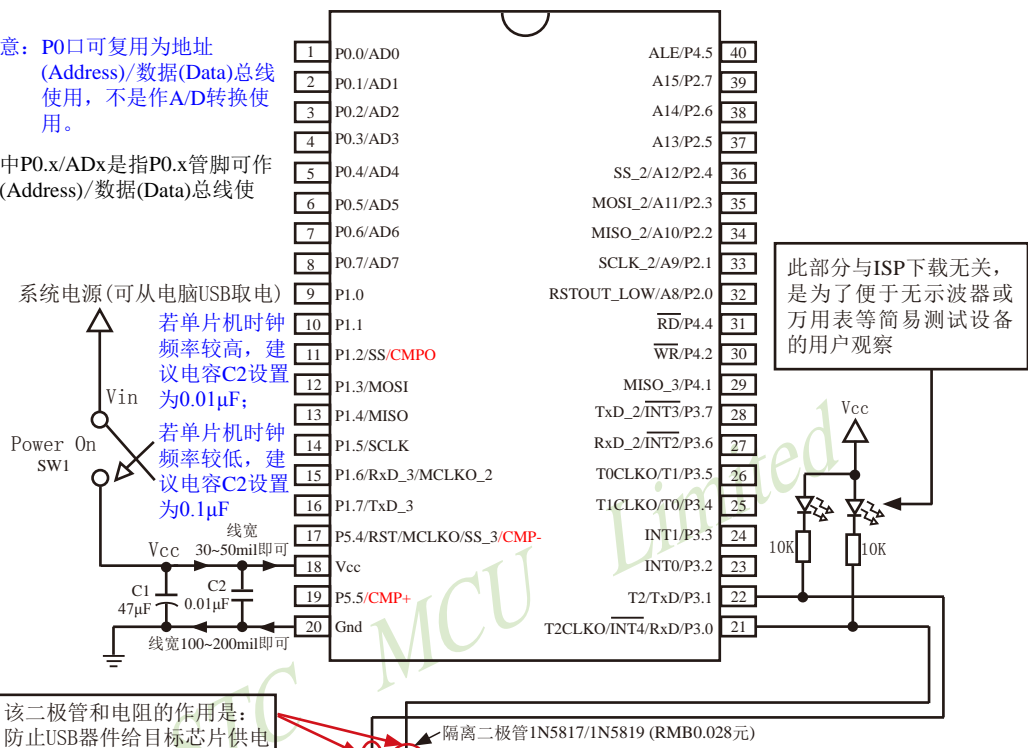 意：P0口可复用为地址
(Address)/数据(Data)总线
使用，不是作A/D转换使
用。
中P0.x/ADx是指P0.x管脚可作
(Address)/数据(Data)总线使
系统电源(可从电脑USB取电)
若单片机时钟
频率较高，建
议电容C2设置
为0.01μF；
若单片机时钟
频率较低，建
议电容C2设置
为0.1μF
Vin
Power On
SW1
Vcc
线宽
30~50mil即可
C1
47μF
C2
0.01μF
线宽100~200mil即可
1 P0.0/AD0
2 P0.1/AD1
3 P0.2/AD2
4 P0.3/AD3
5 P0.4/AD4
6 P0.5/AD5
7 P0.6/AD6
8 P0.7/AD7
9 P1.0
10 P1.1
11 P1.2/SS/CMPO
12 P1.3/MOSI
13 P1.4/MISO
14 P1.5/SCLK
15 P1.6/RxD_3/MCLKO_2
16 P1.7/TxD_3
17 P5.4/RST/MCLKO/SS_3/CMP-
18 Vcc
19 P5.5/CMP+
20 Gnd
ALE/P4.5 40
A15/P2.7 39
A14/P2.6 38
A13/P2.5 37
SS_2/A12/P2.4 36
MOSI_2/A11/P2.3 35
MISO_2/A10/P2.2 34
SCLK_2/A9/P2.1 33
RSTOUT_LOW/A8/P2.0 32
RD/P4.4 31
WR/P4.2 30
MISO_3/P4.1 29
TxD_2/INT3/P3.7 28
RxD_2/INT2/P3.6 27
T0CLKO/T1/P3.5 26
T1CLKO/T0/P3.4 25
INT1/P3.3 24
INT0/P3.2 23
T2/TxD/P3.1 22
T2CLKO/INT4/RxD/P3.0 21
此部分与ISP下载无关，
是为了便于无示波器或
万用表等简易测试设备
的用户观察
Vcc
10K
10K
MCU Limited
该二极管和电阻的作用是：
防止USB器件给目标芯片供电
隔离二极管1N5817/1N5819 (RMB0.028元)